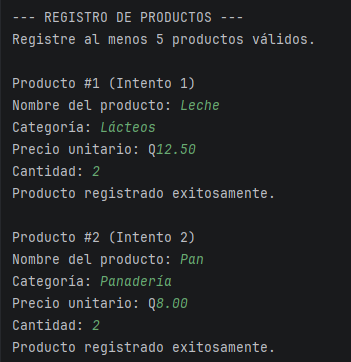 --- REGISTRO DE PRODUCTOS ---
Registre al menos 5 productos válidos.
Producto #1 (Intento 1)
Nombre del producto: Leche
Categoría: Lácteos
Precio unitario: Q12.50
Cantidad: 2
Producto registrado exitosamente.
Producto #2 (Intento 2)
Nombre del producto: Pan
Categoría: Panadería
Precio unitario: Q8.00
Cantidad: 2
Producto registrado exitosamente.